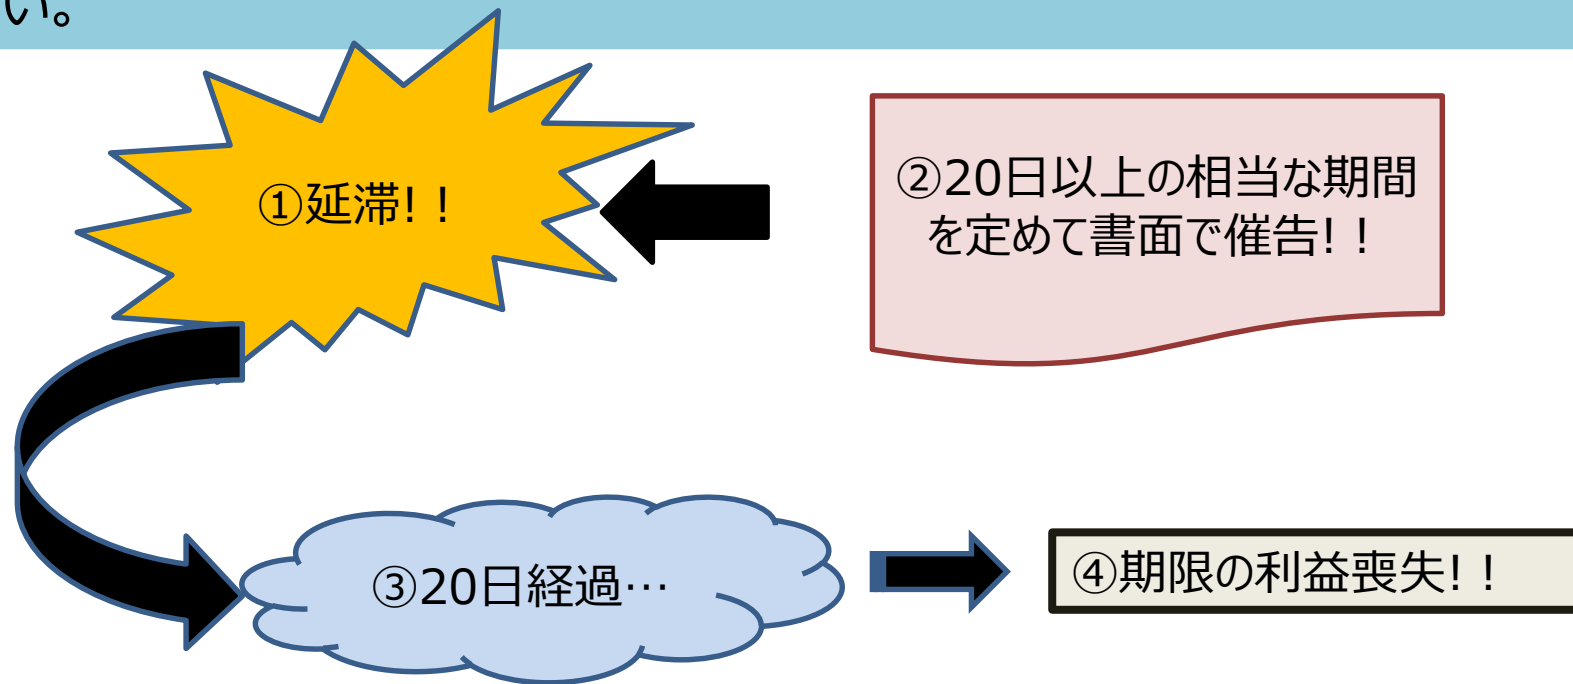 い。
①延滞!！
②20日以上の相当な期間
を定めて書面で催告!！
③20日経過…
④期限の利益喪失!！